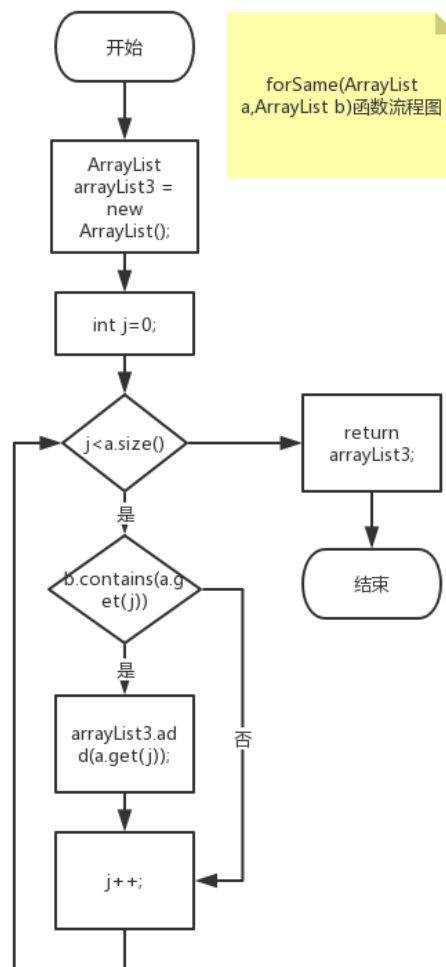 开始
forSame(ArrayList
a,ArrayList b)函数流程图
ArrayList
arrayList3 =
new
ArrayList();
int j=0;
j<a.size()
return
arrayList3;
是
b.contains(a.g
et(j))
结束
是
arrayList3.ad
d(a.get(j));
否
j++;